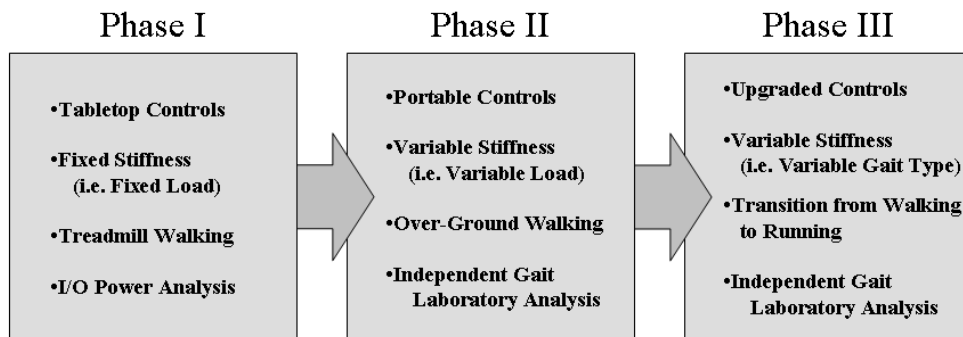 Phase I
•Tabletop Controls
•Fixed Stiffness
(i.e. Fixed Load)
•Treadmill Walking
•I/O Power Analysis
Phase II
•Portable Controls
•Variable Stiffness
(i.e. Variable Load)
•Over-Ground Walking
•Independent Gait
Laboratory Analysis
Phase III
•Upgraded Controls
•Variable Stiffness
(i.e. Variable Gait Type)
•Transition from Walking
to Running
•Independent Gait
Laboratory Analysis